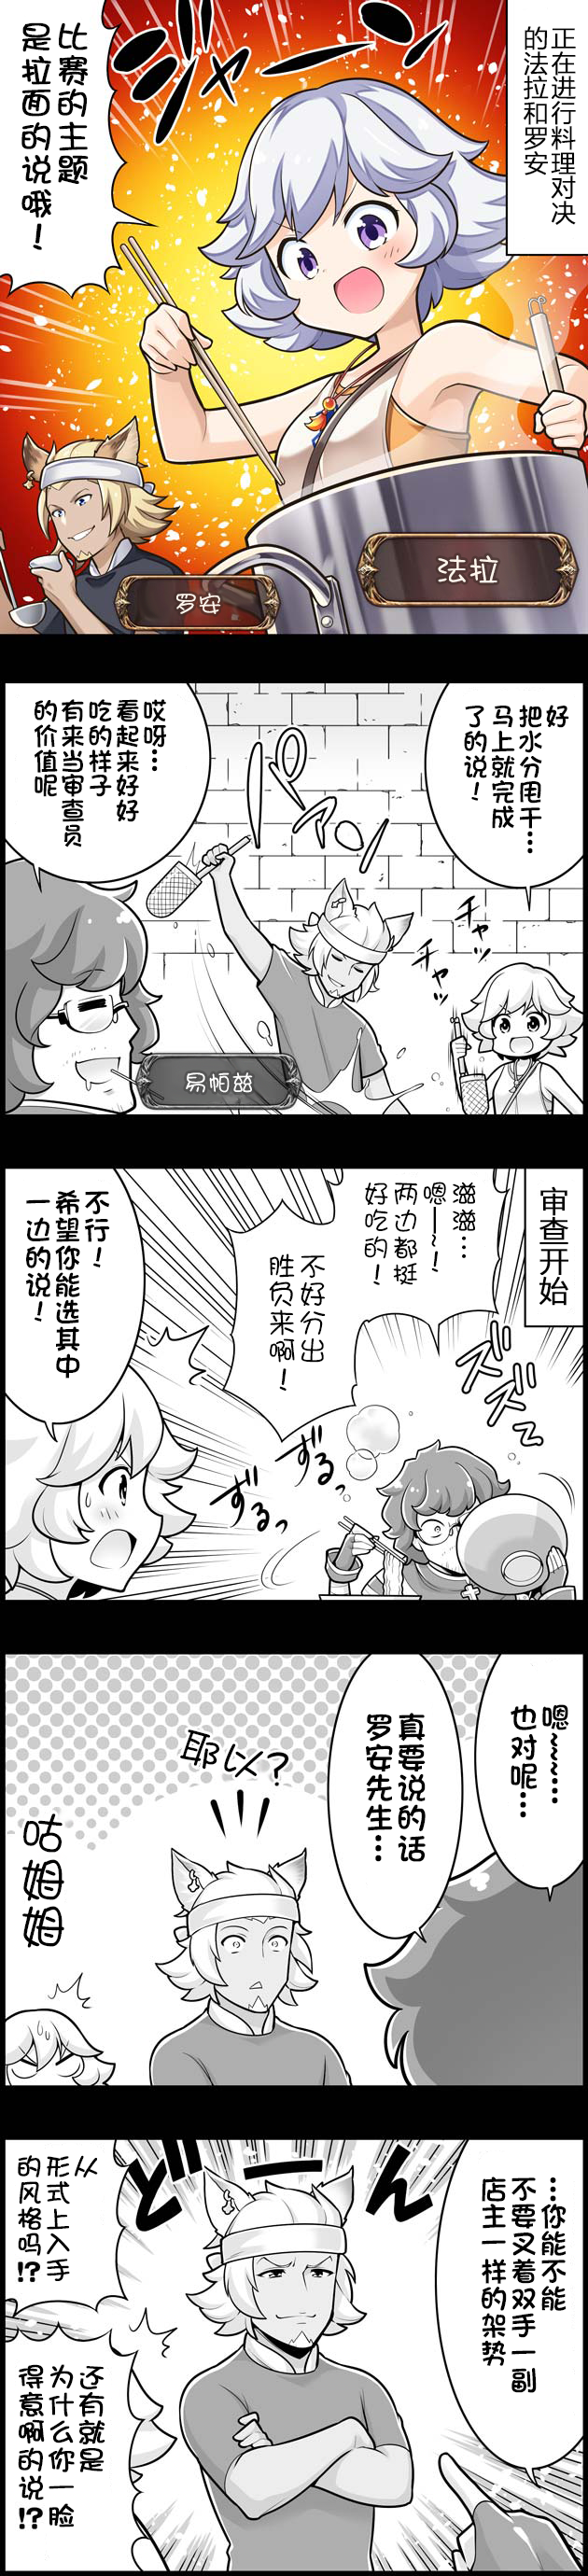 正在进行料理对决
的法拉和罗安
ジャーン
比赛的主题
是拉面的说哦！
法拉
罗安
好
把水分甩干…
马上就完成
了的说！
哎呀…
看起来好好
吃的样子
有来当审查员
的价值呢
チャッ
チャッ
易帕兹
审查开始
滋滋…
嗯～～！
两边都挺
好吃的！
不好分出
胜负来啊！
不行！
希望你能选其中
一边的说！
ズズズ
ずるっ
ずるっ
嗯~~~…
也对呢…
真要说的话
罗安先生…
耶以？
咕姆姆
どーん
…你能不能
不要叉着双手一副
店主一样的架势
从
形式上入手
的风格吗!?
还有就是
为什么你一脸
得意啊的说!?